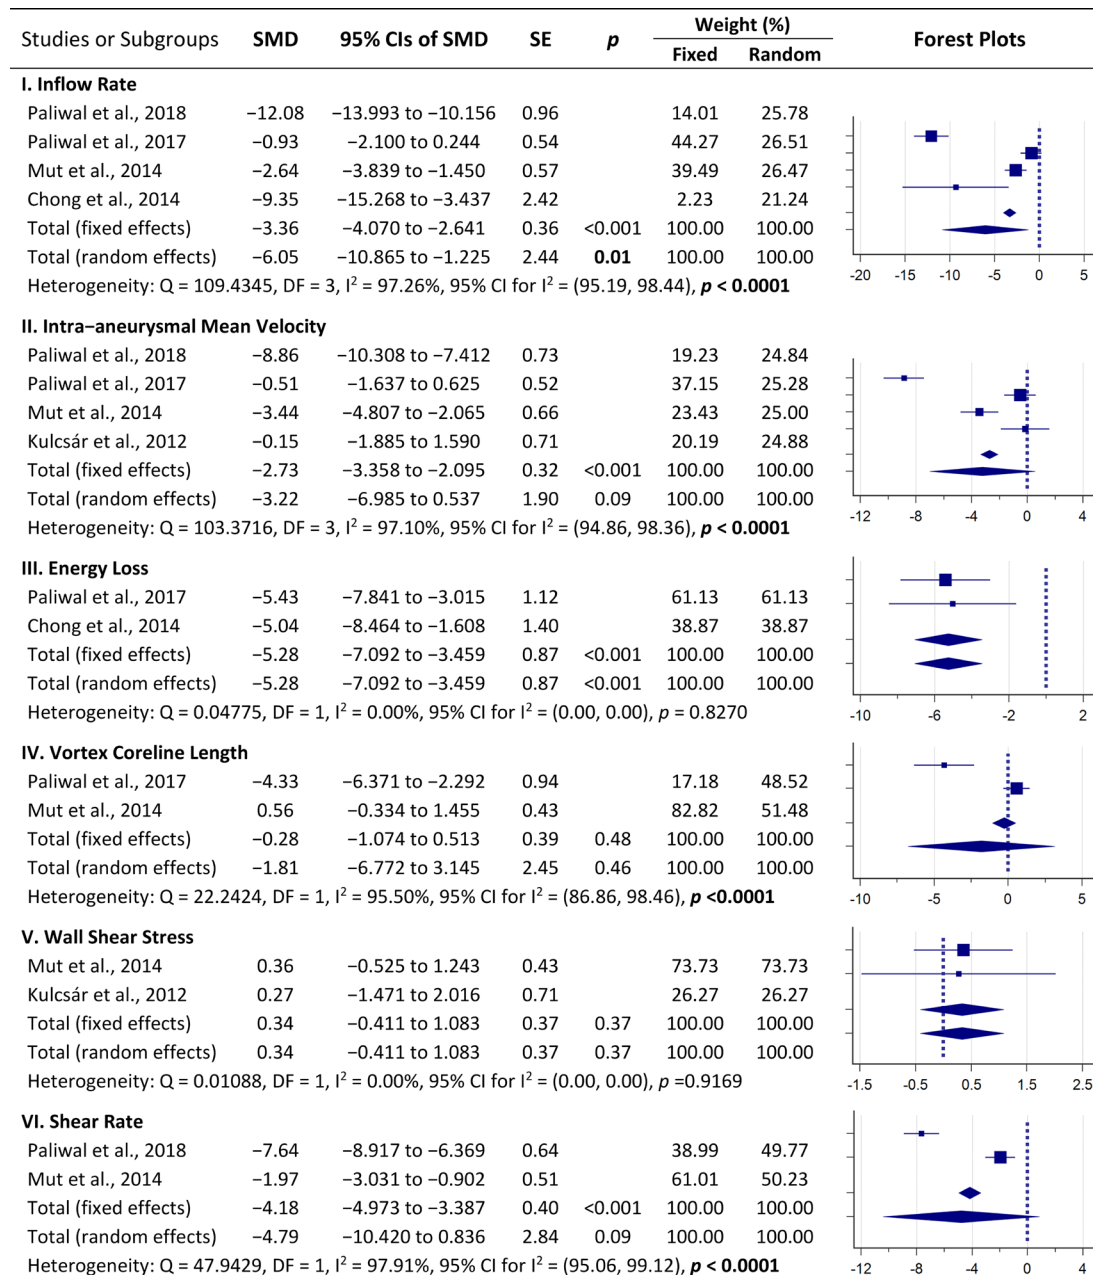 Studies or Subgroups SMD 95% CIs of SMD SE p Weight (%) Forest Plots
Fixed Random
I. Inflow Rate
Paliwal et al., 2018 −12.08 −13.993 to −10.156 0.96 14.01 25.78
Paliwal et al., 2017 −0.93 −2.100 to 0.244 0.54 44.27 26.51
Mut et al., 2014 −2.64 −3.839 to −1.450 0.57 39.49 26.47
Chong et al., 2014 −9.35 −15.268 to −3.437 2.42 2.23 21.24
Total (fixed effects) −3.36 −4.070 to −2.641 0.36 <0.001 100.00 100.00
Total (random effects) −6.05 −10.865 to −1.225 2.44 0.01 100.00 100.00
−20 −15 −10 −5 0 5
Heterogeneity: Q = 109.4345, DF = 3, I² = 97.26%, 95% CI for I² = (95.19, 98.44), p < 0.0001
II. Intra−aneurysmal Mean Velocity
Paliwal et al., 2018 −8.86 −10.308 to −7.412 0.73 19.23 24.84
Paliwal et al., 2017 −0.51 −1.637 to 0.625 0.52 37.15 25.28
Mut et al., 2014 −3.44 −4.807 to −2.065 0.66 23.43 25.00
Kulcsár et al., 2012 −0.15 −1.885 to 1.590 0.71 20.19 24.88
Total (fixed effects) −2.73 −3.358 to −2.095 0.32 <0.001 100.00 100.00
Total (random effects) −3.22 −6.985 to 0.537 1.90 0.09 100.00 100.00
−12 −8 −4 0 4
Heterogeneity: Q = 103.3716, DF = 3, I² = 97.10%, 95% CI for I² = (94.86, 98.36), p < 0.0001
III. Energy Loss
Paliwal et al., 2017 −5.43 −7.841 to −3.015 1.12 61.13 61.13
Chong et al., 2014 −5.04 −8.464 to −1.608 1.40 38.87 38.87
Total (fixed effects) −5.28 −7.092 to −3.459 0.87 <0.001 100.00 100.00
Total (random effects) −5.28 −7.092 to −3.459 0.87 <0.001 100.00 100.00
Heterogeneity: Q = 0.04775, DF = 1, I² = 0.00%, 95% CI for I² = (0.00, 0.00), p = 0.8270
−10 −6 −2 2
IV. Vortex Coreline Length
Paliwal et al., 2017 −4.33 −6.371 to −2.292 0.94 17.18 48.52
Mut et al., 2014 0.56 −0.334 to 1.455 0.43 82.82 51.48
Total (fixed effects) −0.28 −1.074 to 0.513 0.39 0.48 100.00 100.00
Total (random effects) −1.81 −6.772 to 3.145 2.45 0.46 100.00 100.00
Heterogeneity: Q = 22.2424, DF = 1, I² = 95.50%, 95% CI for I² = (86.86, 98.46), p <0.0001
−10 −5 0 5
V. Wall Shear Stress
Mut et al., 2014 0.36 −0.525 to 1.243 0.43 73.73 73.73
Kulcsár et al., 2012 0.27 −1.471 to 2.016 0.71 26.27 26.27
Total (fixed effects) 0.34 −0.411 to 1.083 0.37 0.37 100.00 100.00
Total (random effects) 0.34 −0.411 to 1.083 0.37 0.37 100.00 100.00
Heterogeneity: Q = 0.01088, DF = 1, I² = 0.00%, 95% CI for I² = (0.00, 0.00), p =0.9169
−1.5 −0.5 0.5 1.5 2.5
VI. Shear Rate
Paliwal et al., 2018 −7.64 −8.917 to −6.369 0.64 38.99 49.77
Mut et al., 2014 −1.97 −3.031 to −0.902 0.51 61.01 50.23
Total (fixed effects) −4.18 −4.973 to −3.387 0.40 <0.001 100.00 100.00
Total (random effects) −4.79 −10.420 to 0.836 2.84 0.09 100.00 100.00
Heterogeneity: Q = 47.9429, DF = 1, I² = 97.91%, 95% CI for I² = (95.06, 99.12), p < 0.0001
−12 −8 −4 0 4